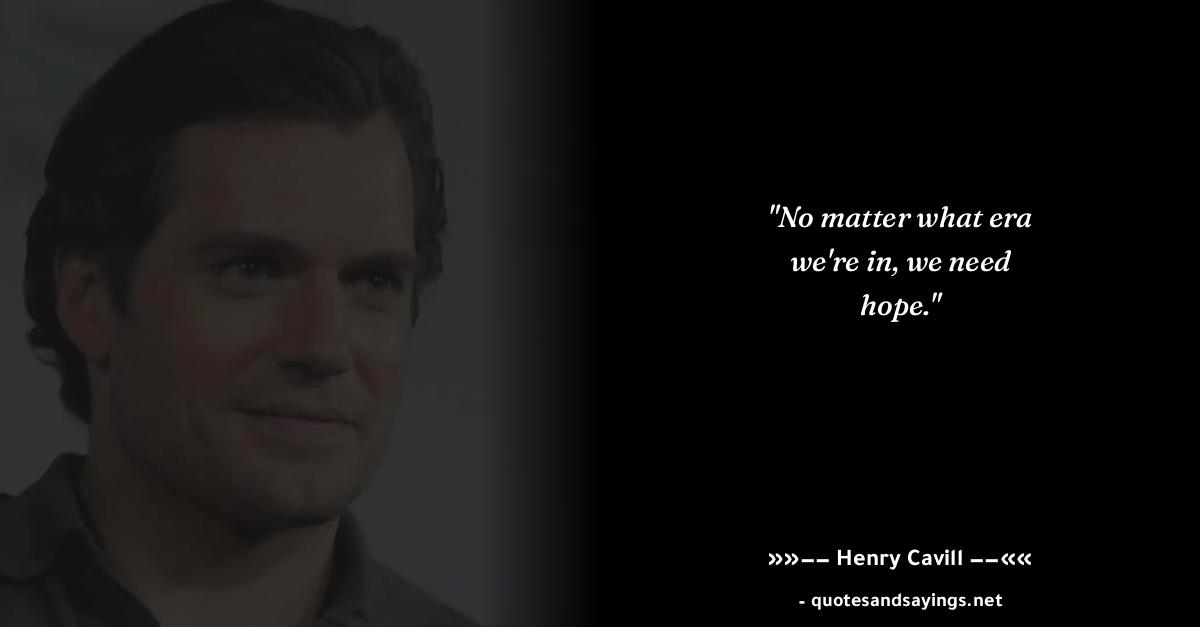 "No matter what era
we're in, we need
hope."
»»–– Henry Cavill ––««
- quotesandsayings.net